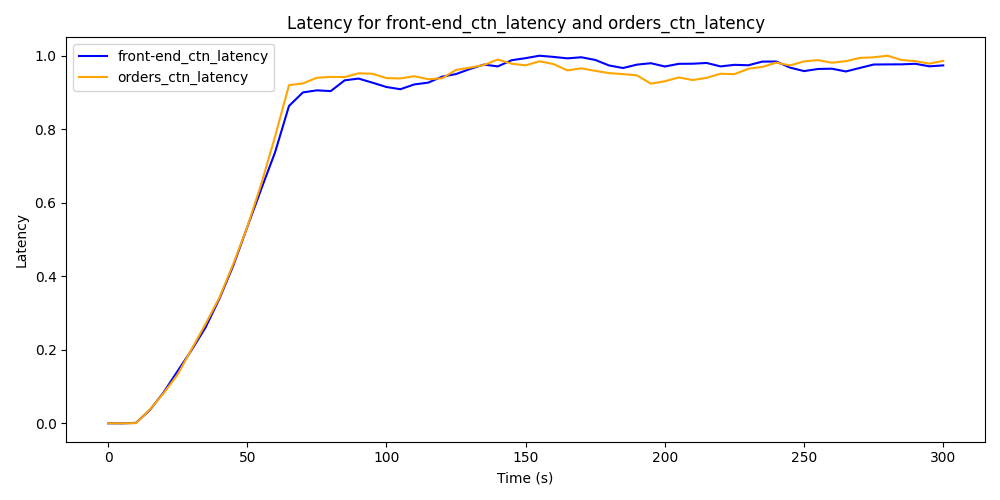 Latency for front-end_ctn_latency and orders_ctn_latency
front-end_ctn_latency
orders_ctn_latency
Latency
1.0
0.8
0.6
0.4
0.2
0.0
0 50 100 150 200 250 300
Time (s)